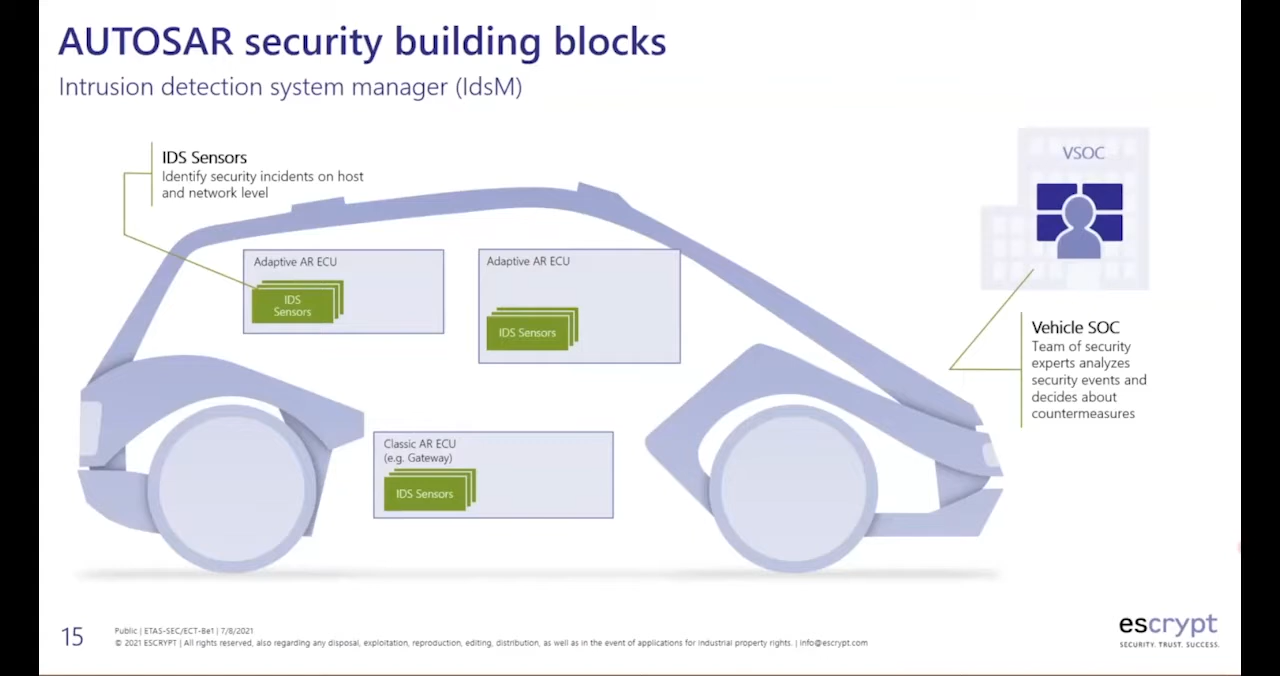 AUTOSAR security building blocks
Intrusion detection system manager (IdsM)
IDS Sensors
Identify security incidents on host
and network level
VSOC
Adaptive AR ECU
IDS
Sensors
Adaptive AR ECU
IDS Sensors
Vehicle SOC
Team of security
experts analyzes
security events and
decides about
countermeasures
Classic AR ECU
(e.g. Gateway)
IDS Sensors
15
Public | ETAS-SEC/ECT-Be1 | 7/8/2021
© 2021 ESCRYPT | All rights reserved, also regarding any disposal, exploitation, reproduction, editing, distribution, as well as in the event of applications for industrial property rights. | info@escrypt.com
escrypt
SECURITY. TRUST. SUCCESS.